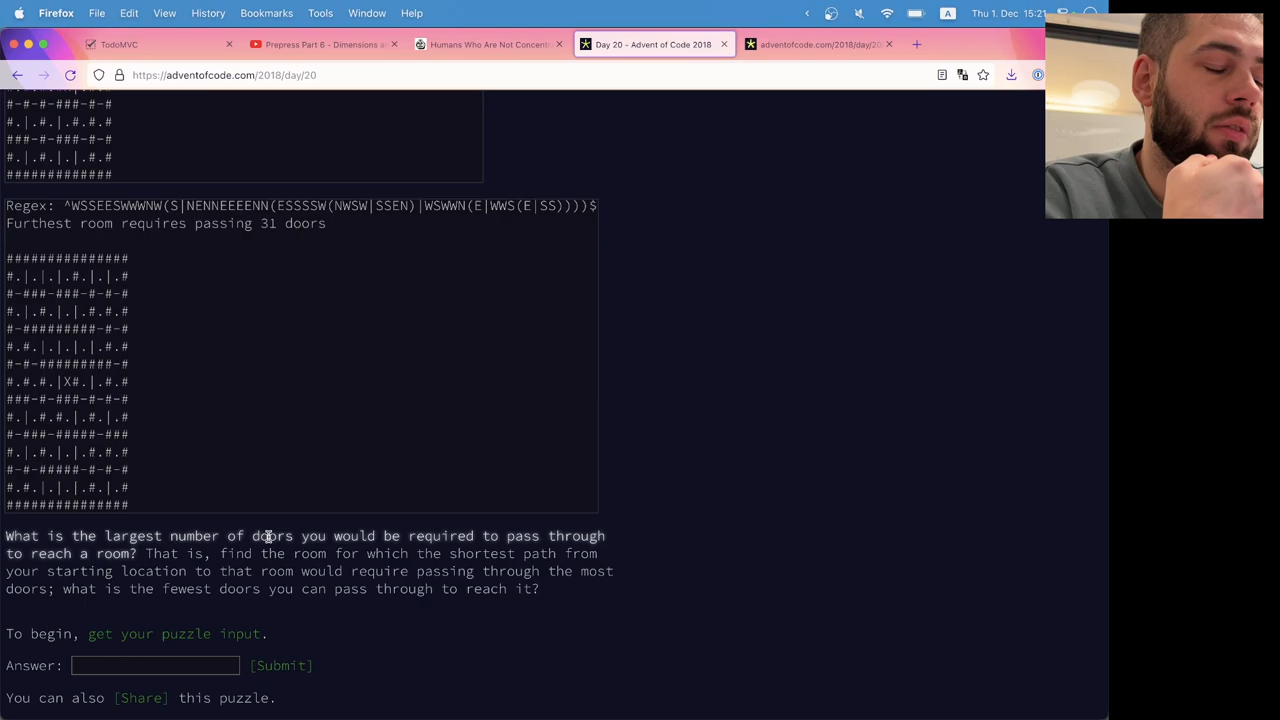 Firefox File Edit View History Bookmarks Tools Window Help A Thu 1. Dec 15:21
TodoMVC Prepress Part 6 - Dimensions a Humans Who Are Not Concent Day 20 - Advent of Code 2018 adventofcode.com/2018/day/20
https://adventofcode.com/2018/day/20
#-#-#-###-#-#
#.|.#.|.#.#.#
###-#-###-#-#
#.|.#.|.|.#.#
#############
Regex: ^WSSEESWWWNW(S|NENNEEEENN(ESSSSW(NWSW|SSEN)|WSWWN(E|WWS(E|SS))))$
Furthest room requires passing 31 doors
###############
#.|.|.|.#.|.|.#
#-###-###-#-#-#
#.|.#.|.|.#.#.#
#-#########-#-#
#.#.|.|.|.|.#.#
#-#-#########-#
#.#.#.|X#.|.#.#
###-#-###-#-#-#
#.|.#.#.|.#.|.#
#-###-#####-###
#.|.#.|.|.#.#.#
#-#-#####-#-#-#
#.#.|.|.|.#.|.#
###############
What is the largest number of doors you would be required to pass through
to reach a room? That is, find the room for which the shortest path from
your starting location to that room would require passing through the most
doors; what is the fewest doors you can pass through to reach it?
To begin, get your puzzle input.
Answer: [Submit]
You can also [Share] this puzzle.